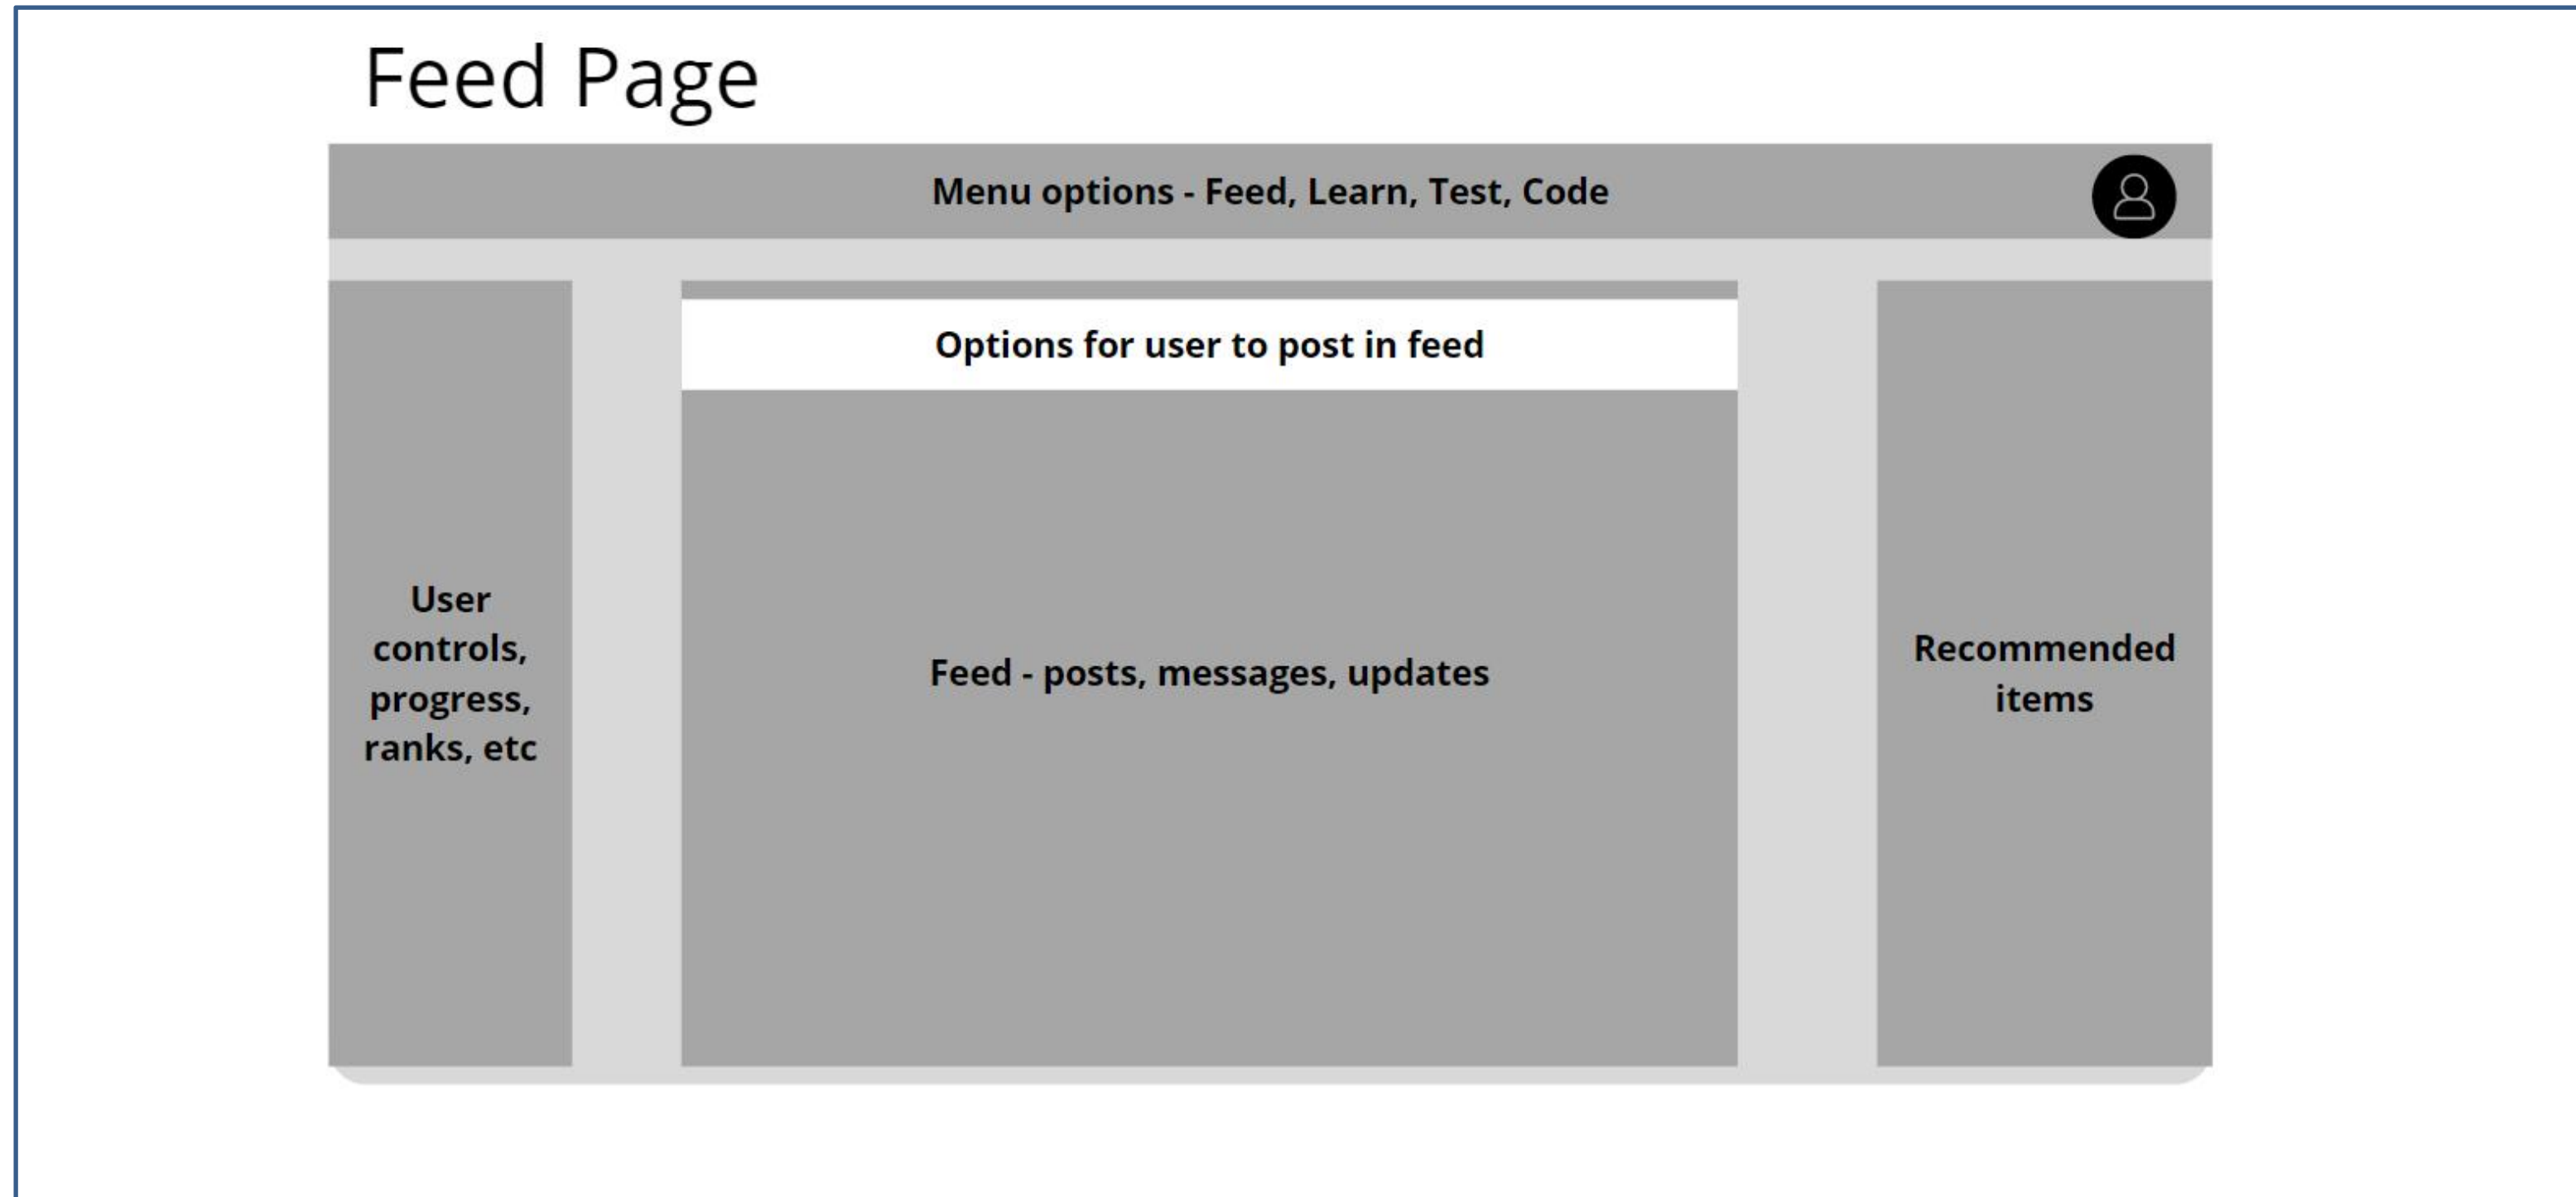 Feed Page
Menu options - Feed, Learn, Test, Code
Options for user to post in feed
User
controls,
progress,
ranks, etc
Feed - posts, messages, updates
Recommended
items